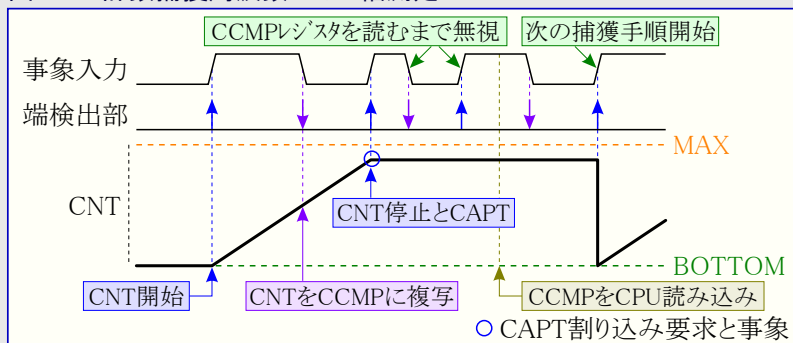 CCMPレジスタを読むまで無視
次の捕獲手順開始
事象入力
端検出部
MAX
CNT
CNT停止とCAPT
BOTTOM
CNT開始
CNTをCCMPに複写
CCMPをCPU読み込み
CAPT割り込み要求と事象